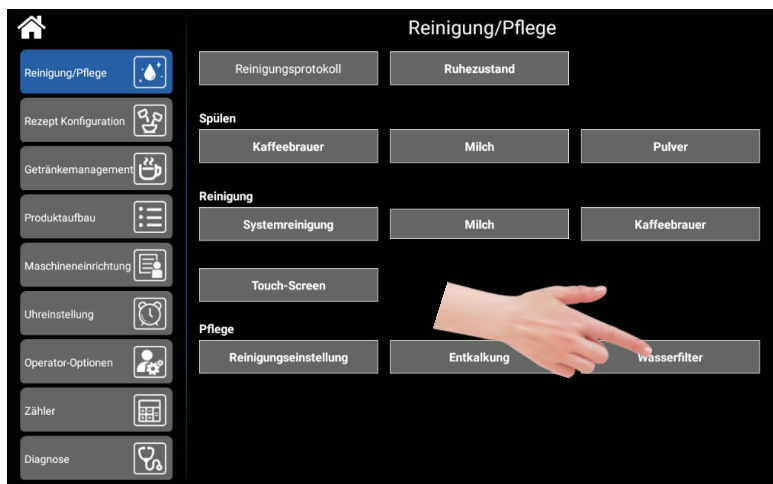 Reinigung/Pflege
Reinigung/Pflege
Reinigungsprotokoll
Ruhezustand
Rezept Konfiguration
Spülen
Kaffeebrauer
Milch
Pulver
Getränkemanagement
Reinigung
Produktaufbau
Systemreinigung
Milch
Kaffeebrauer
Maschineneinrichtung
Touch-Screen
Uhreinstellung
Pflege
Operator-Optionen
Reinigungseinstellung
Entkalkung
Wasserfilter
Zähler
Diagnose